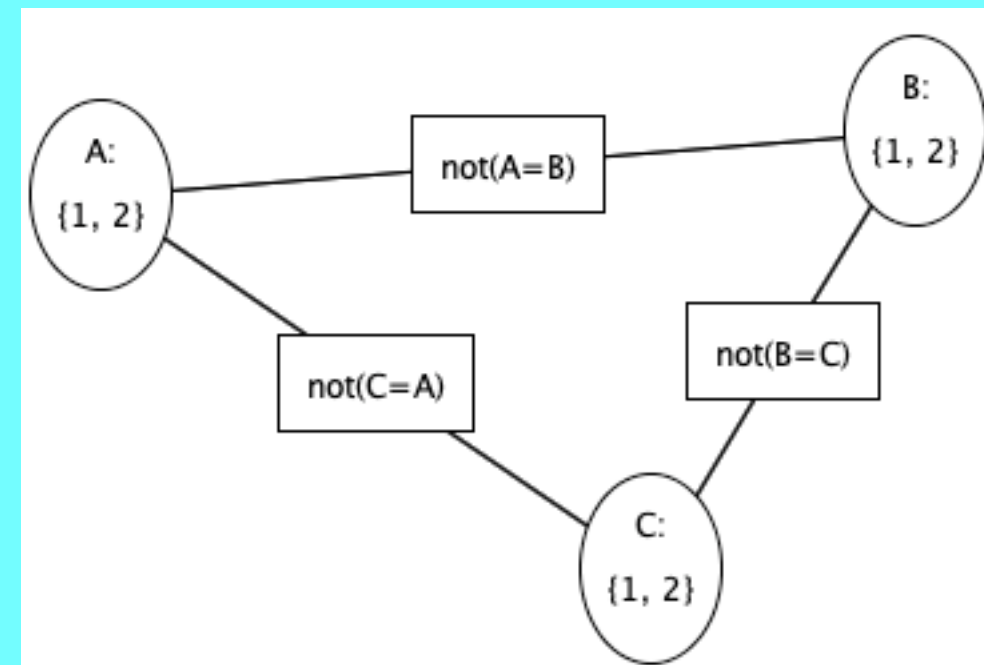 A:
{1, 2}
not(A=B)
B:
{1, 2}
not(C=A)
not(B=C)
C:
{1, 2}